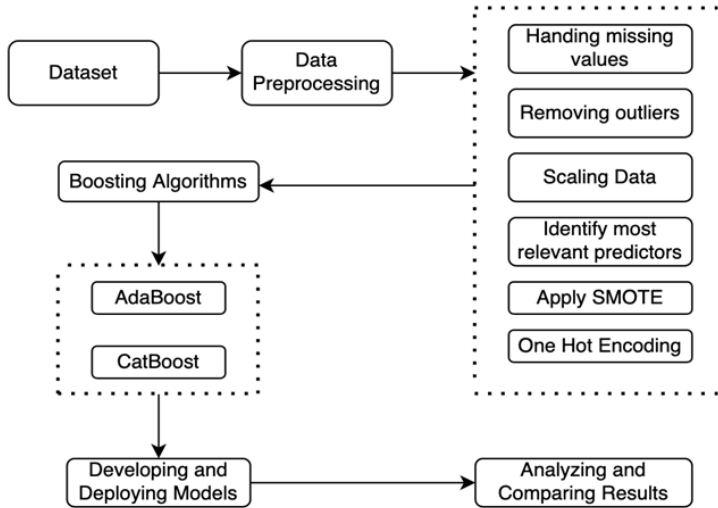 Dataset
Data
Preprocessing
Handing missing
values
Removing outliers
Scaling Data
Identify most
relevant predictors
Apply SMOTE
One Hot Encoding
Boosting Algorithms
AdaBoost
CatBoost
Developing and
Deploying Models
Analyzing and
Comparing Results